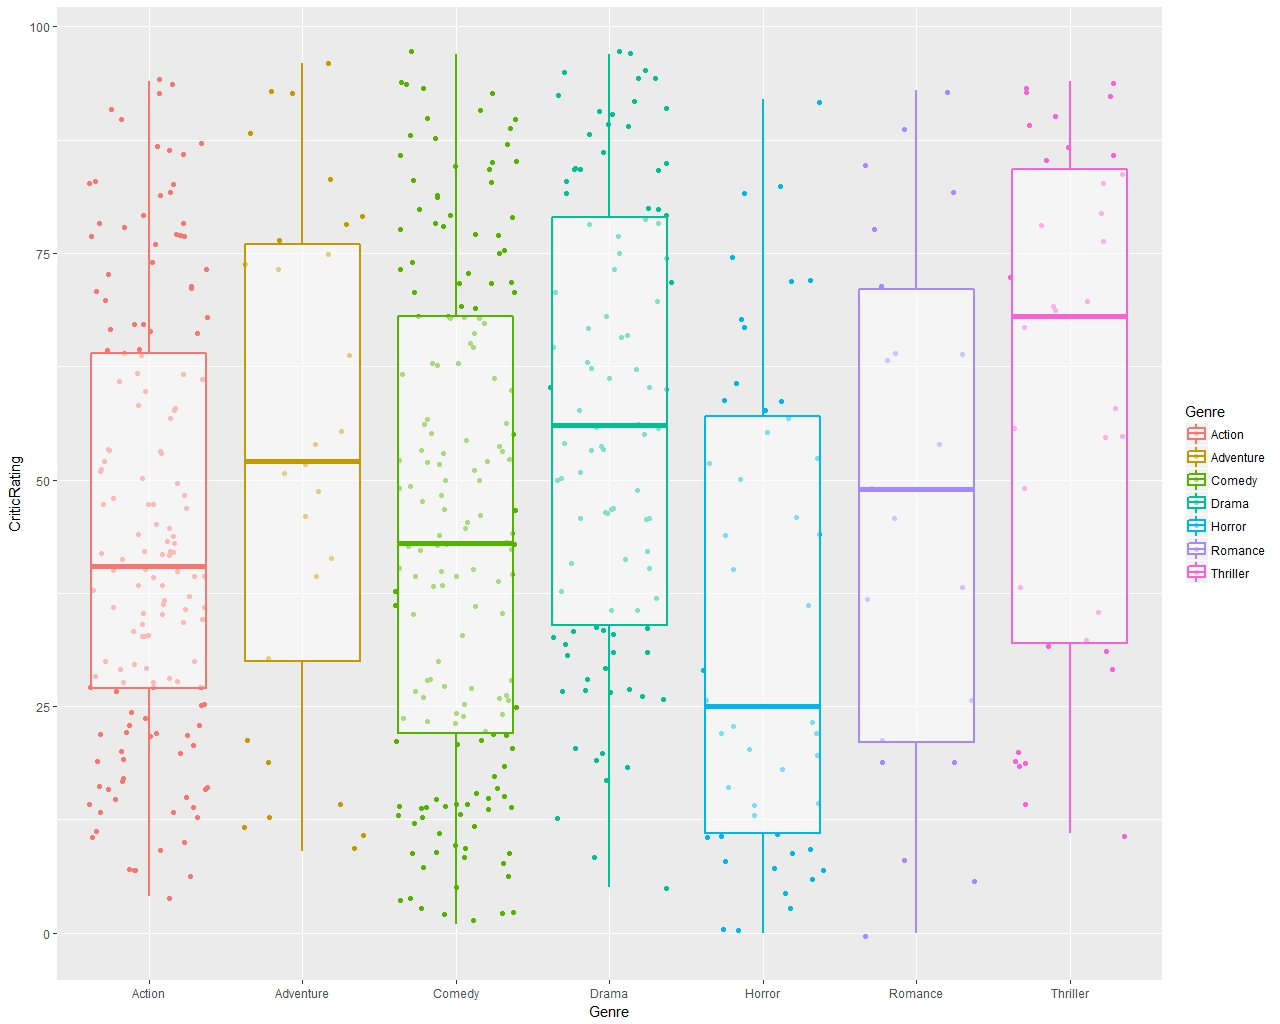 100
75
50
25
0
CriticRating
Action Adventure Comedy Drama Horror Romance Thriller
Genre
Genre
Action
Adventure
Comedy
Drama
Horror
Romance
Thriller